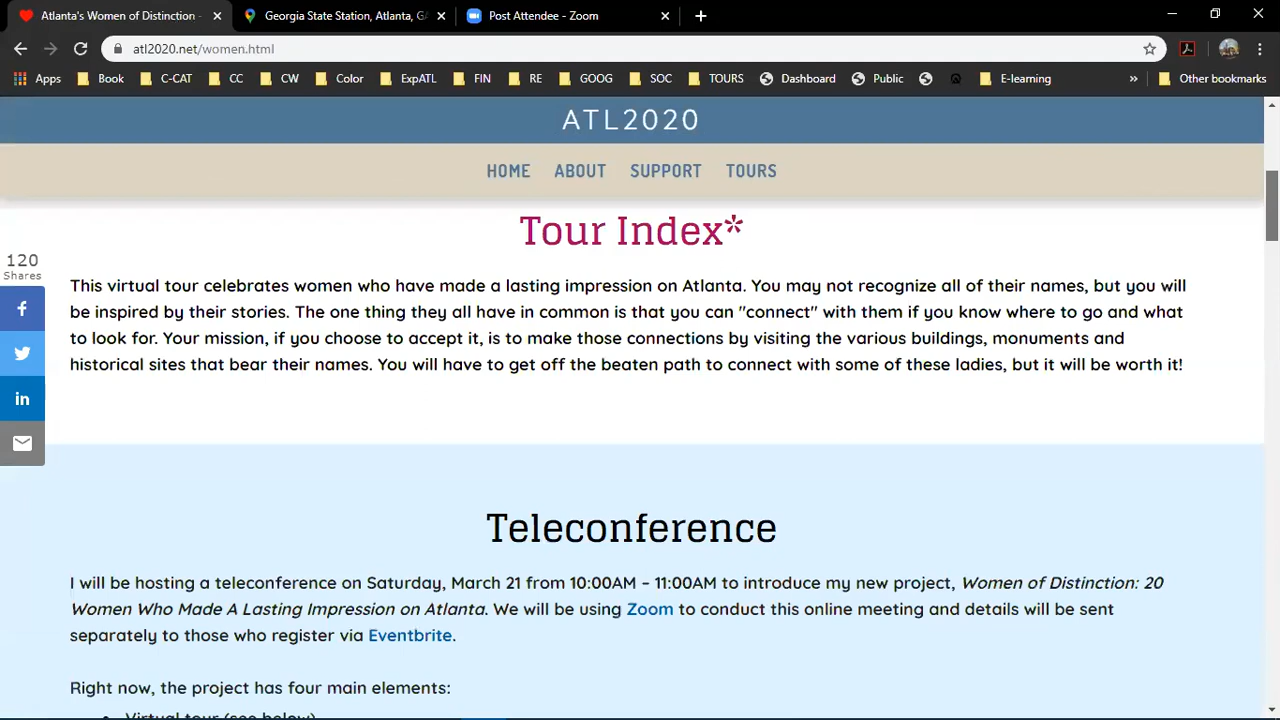 Atlanta's Women of Distinction -
Georgia State Station, Atlanta, GA
Post Attendee - Zoom
atl2020.net/women.html
Apps Book C-CAT CC CW Color ExpATL FIN RE GOOG SOC TOURS Dashboard Public E-learning » Other bookmarks
ATL2020
HOME ABOUT SUPPORT TOURS
Tour Index*
120
Shares
This virtual tour celebrates women who have made a lasting impression on Atlanta. You may not recognize all of their names, but you will
be inspired by their stories. The one thing they all have in common is that you can "connect" with them if you know where to go and what
to look for. Your mission, if you choose to accept it, is to make those connections by visiting the various buildings, monuments and
historical sites that bear their names. You will have to get off the beaten path to connect with some of these ladies, but it will be worth it!
Teleconference
I will be hosting a teleconference on Saturday, March 21 from 10:00AM – 11:00AM to introduce my new project, Women of Distinction: 20
Women Who Made A Lasting Impression on Atlanta. We will be using Zoom to conduct this online meeting and details will be sent
separately to those who register via Eventbrite.
Right now, the project has four main elements:
• Virtual tour (see below)